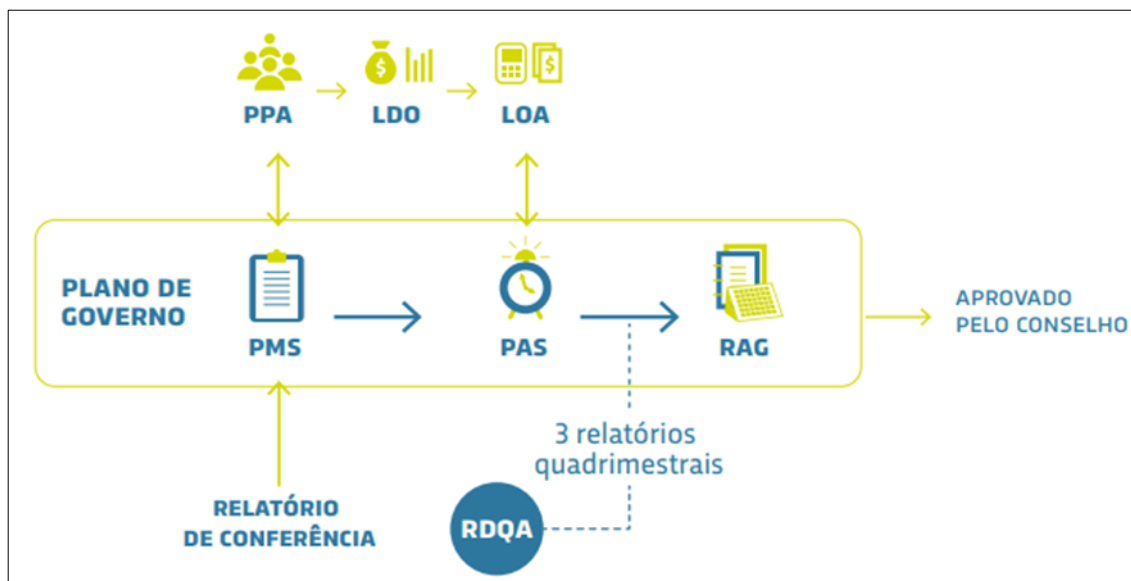 PPA
LDO
LOA
PLANO DE
GOVERNO
PMS
PAS
RAG
APROVADO
PELO CONSELHO
3 relatórios
quadrimestrais
RELATÓRIO
DE CONFERÊNCIA
RDQA